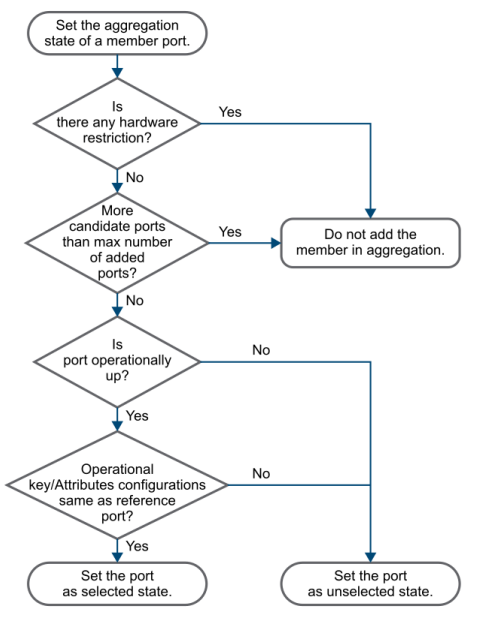 Set the aggregation
state of a member port.
Is
there any hardware
restriction?
Yes
No
More
candidate ports
than max number
of added
ports?
Yes
Do not add the
member in aggregation.
No
Is
port operationally
up?
No
Yes
Operational
key/Attributes configurations
same as reference
port?
No
Yes
Set the port
as selected state.
Set the port
as unselected state.